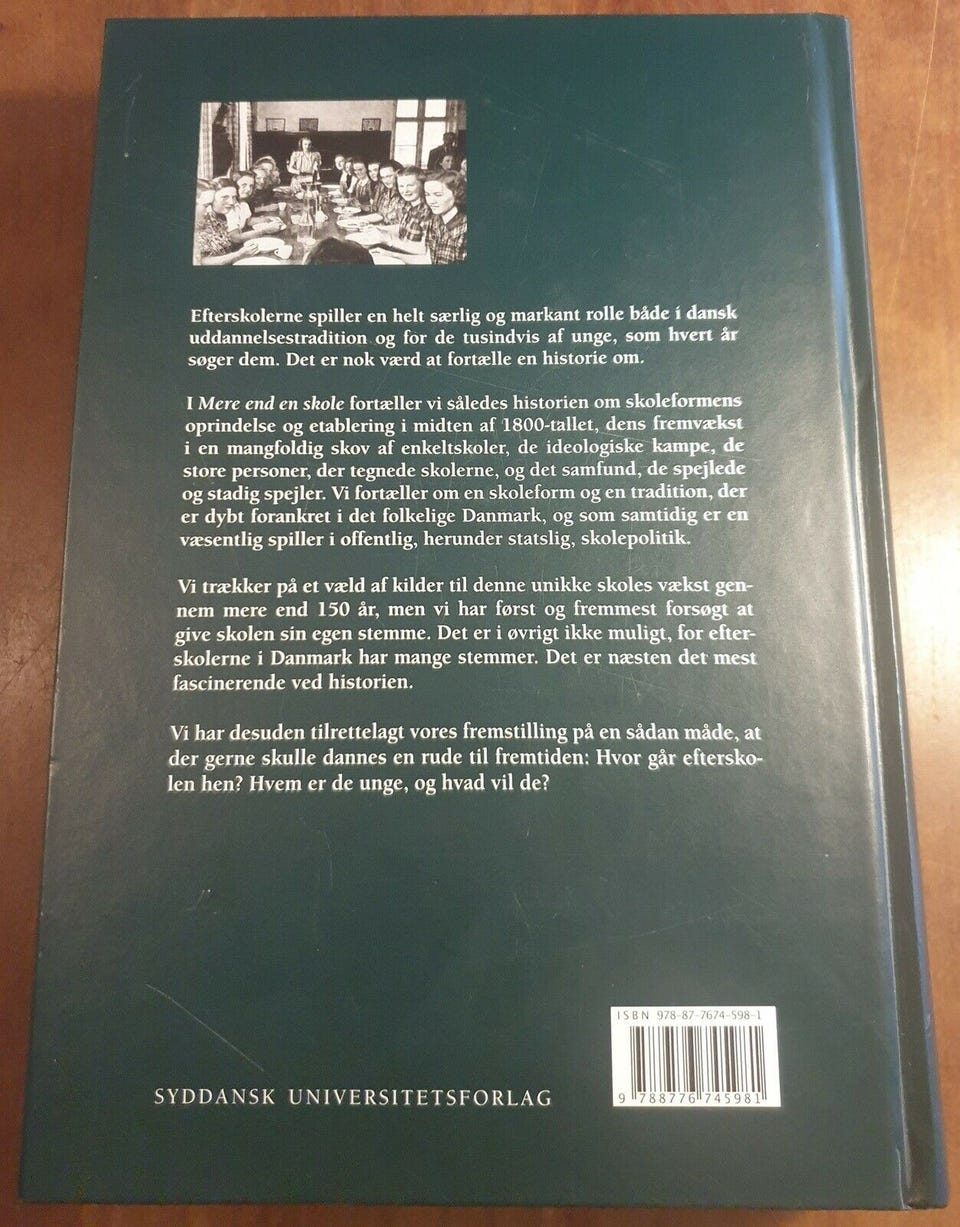 Efterskolerne spiller en helt særlig og markant rolle både i dansk
uddannelsestradition og for de tusindvis af unge, som hvert år
søger dem. Det er nok værd at fortælle en historie om.
I Mere end en skole fortæller vi således historien om skoleformens
oprindelse og etablering i midten af 1800-tallet, dens fremvækst
i en mangfoldig skov af enkeltskoler, de ideologiske kampe, de
store personer, der tegnede skolerne, og det samfund, de spejlede
og stadig spejler. Vi fortæller om en skoleform og en tradition, der
er dybt forankret i det folkelige Danmark, og som samtidig er en
væsentlig spiller i offentlig, herunder statslig, skolepolitik.
Vi trækker på et væld af kilder til denne unikke skoles vækst gen-
nem mere end 150 år, men vi har først og fremmest forsøgt at
give skolen sin egen stemme. Det er i øvrigt ikke muligt, for efter-
skolerne i Danmark har mange stemmer. Det er næsten det mest
fascinerende ved historien.
Vi har desuden tilrettelagt vores fremstilling på en sådan måde, at
der gerne skulle dannes en rude til fremtiden: Hvor går eftersko-
len hen? Hvem er de unge, og hvad vil de?
ISBN 978-87-7674-598-1
9 788776 745981
SYDDANSK UNIVERSITETSFORLAG